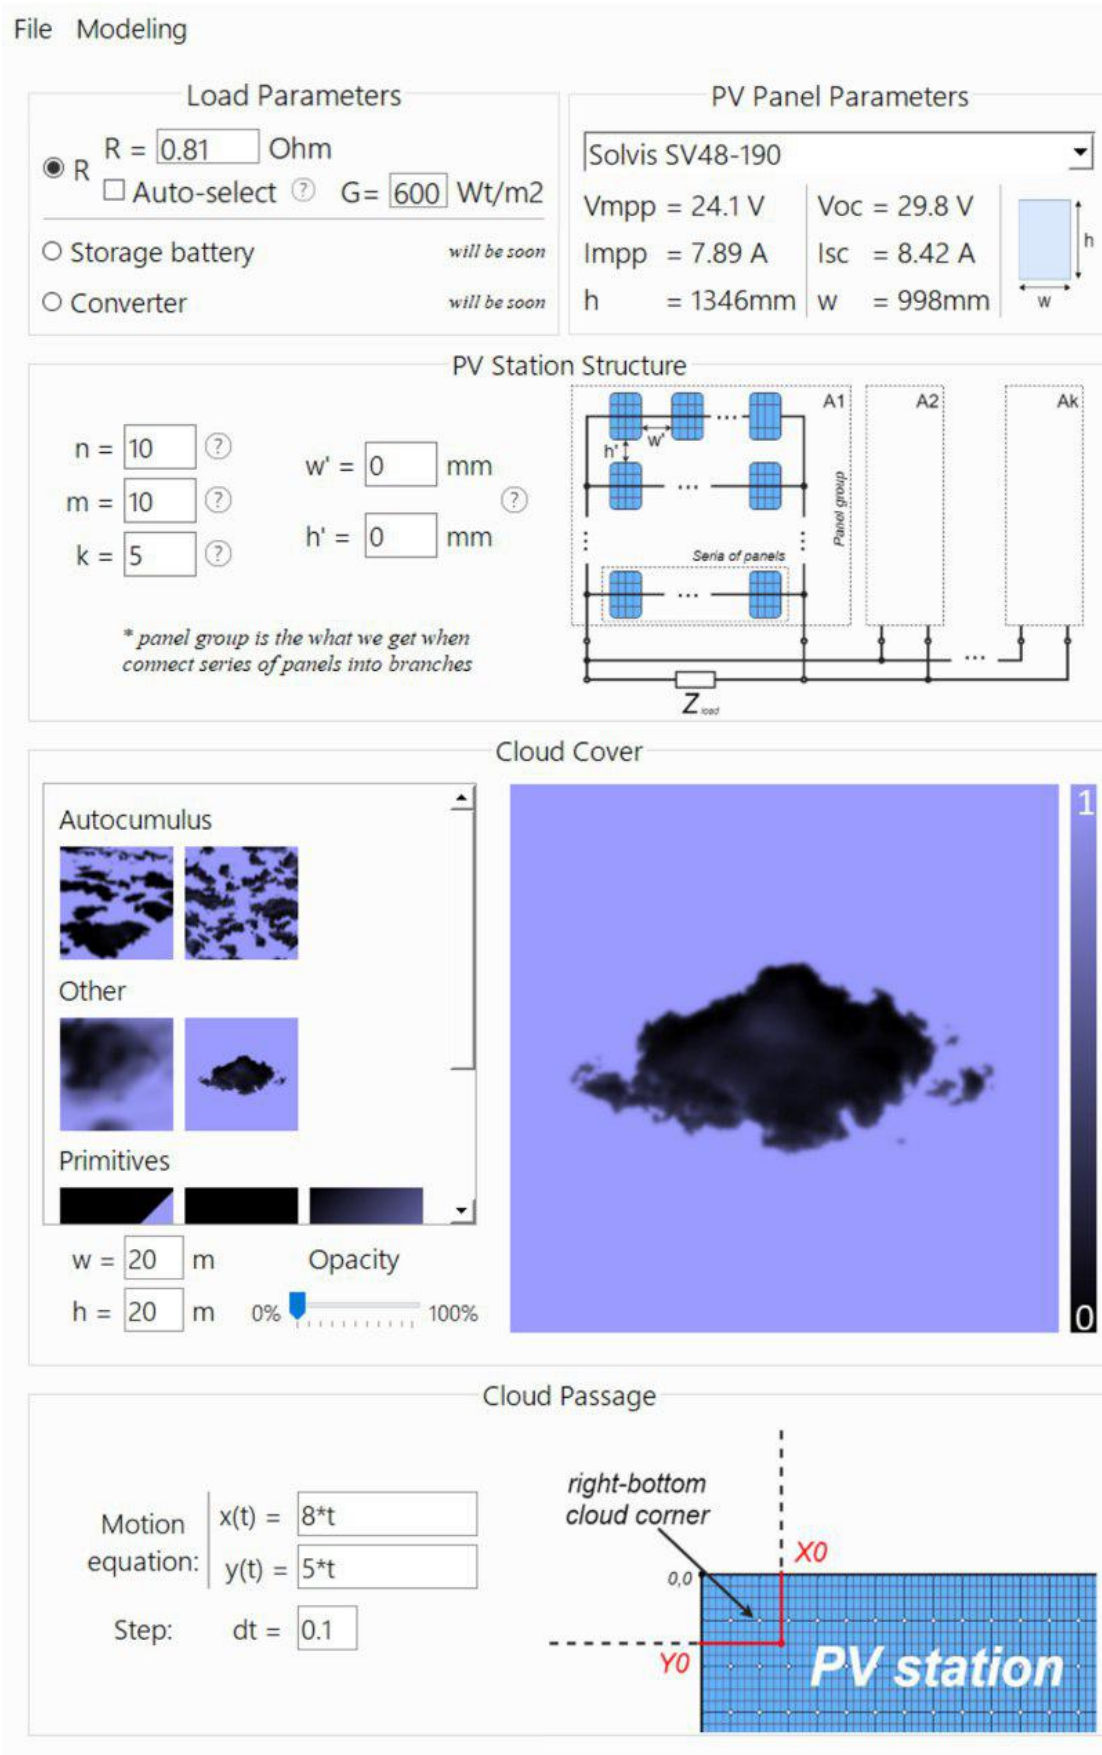 File Modeling
Load Parameters
R
R = 0.81 Ohm
Auto-select ? G= 600 Wt/m2
Storage battery will be soon
Converter will be soon
PV Panel Parameters
Solvis SV48-190
Vmpp = 24.1 V Voc = 29.8 V
Impp = 7.89 A Isc = 8.42 A
h = 1346mm w = 998mm
h
w
PV Station Structure
n = 10 ?
m = 10 ?
k = 5 ?
w' = 0 mm
h' = 0 mm
?
* panel group is the what we get when
connect series of panels into branches
A1 A2 Ak
w'
h'
Panel group
Seria of panels
Z load
Cloud Cover
Autocumulus
Other
Primitives
w = 20 m
h = 20 m
Opacity
0% 100%
1
0
Cloud Passage
Motion
equation:
x(t) = 8*t
y(t) = 5*t
Step: dt = 0.1
right-bottom
cloud corner
X0
0,0
Y0
PV station